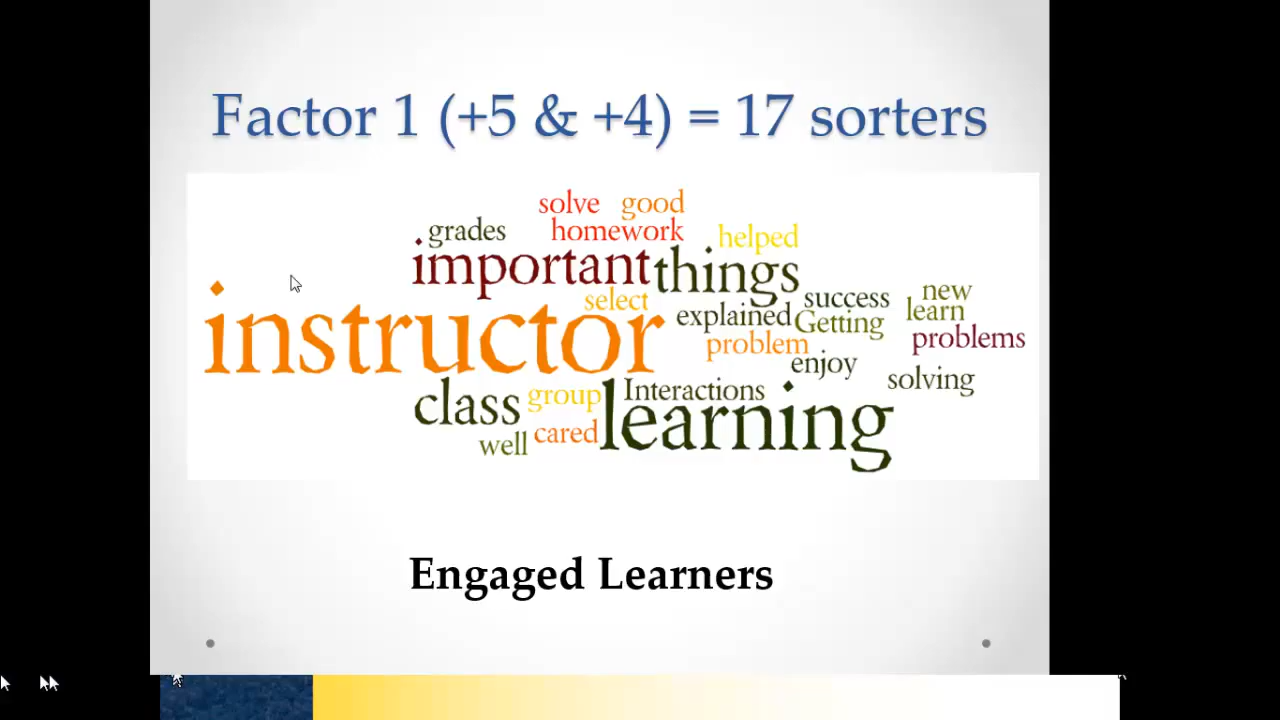 Factor 1 (+5 & +4) = 17 sorters
solve good
grades homework helped
important things
instructor
select
explained
success
Getting
new
learn
problems
problem
enjoy
solving
class
group
Interactions
learning
well
cared
Engaged Learners